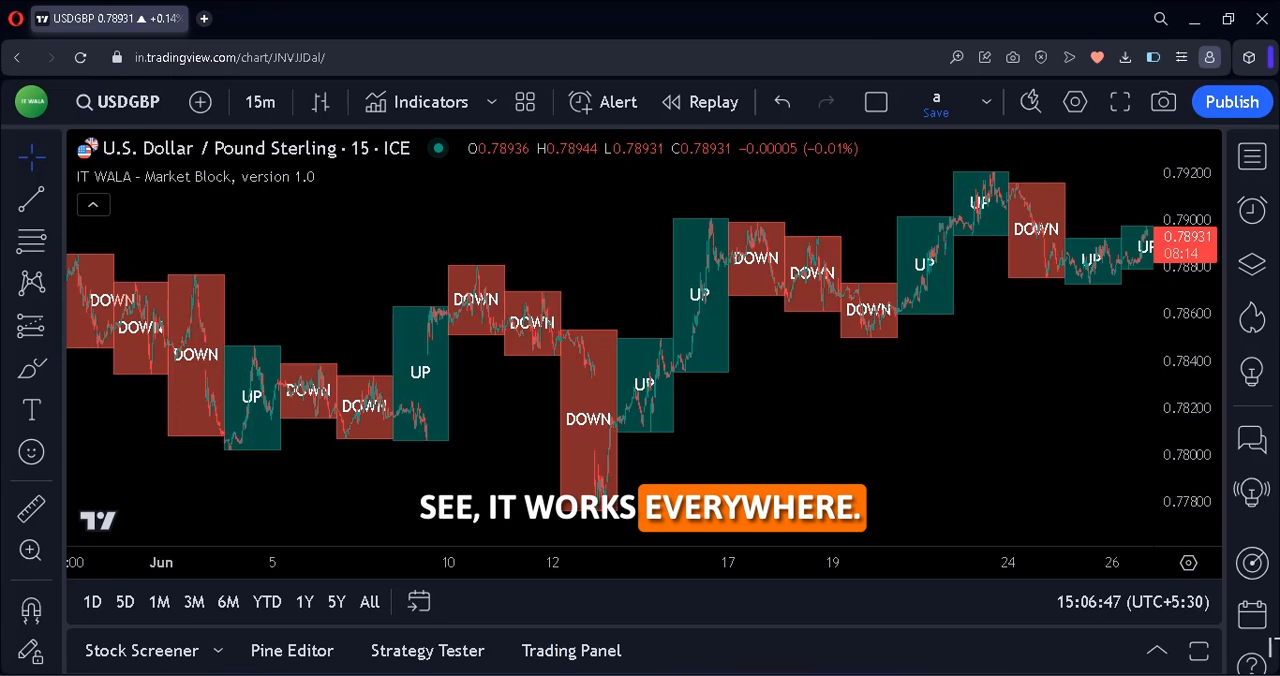 USDGBP 0.78931 ▲ +0.14%
in.tradingview.com/chart/JNVJJDal/
IT WALA
USDGBP
15m
Indicators
Alert
Replay
a
Save
Publish
U.S. Dollar / Pound Sterling · 15 · ICE
O0.78936 H0.78944 L0.78931 C0.78931 −0.00005 (−0.01%)
IT WALA - Market Block, version 1.0
DOWN
DOWN
DOWN
UP
DOWN
DOWN
UP
DOWN
DOWN
DOWN
UP
UP
DOWN
DOWN
DOWN
UP
UP
DOWN
UP
UP
0.79200
0.79000
0.78931
08:14
0.78800
0.78600
0.78400
0.78200
0.78000
0.77800
SEE, IT WORKS EVERYWHERE.
:00 Jun 5 10 12 17 19 24 26
1D 5D 1M 3M 6M YTD 1Y 5Y All
15:06:47 (UTC+5:30)
Stock Screener Pine Editor Strategy Tester Trading Panel